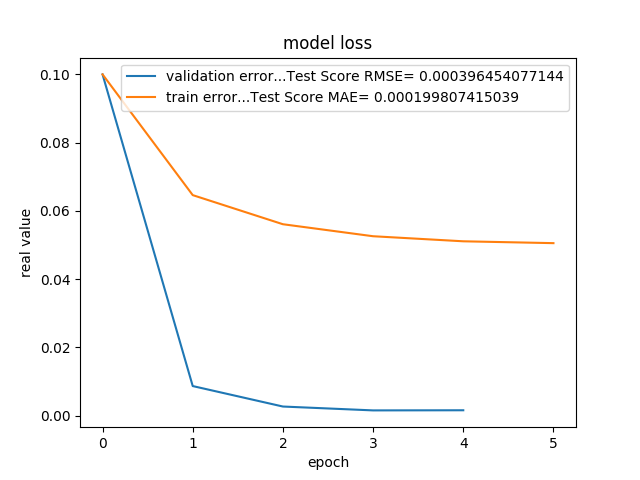 model loss
validation error...Test Score RMSE= 0.000396454077144
train error...Test Score MAE= 0.000199807415039
0.10
0.08
0.06
0.04
0.02
0.00
real value
0 1 2 3 4 5
epoch